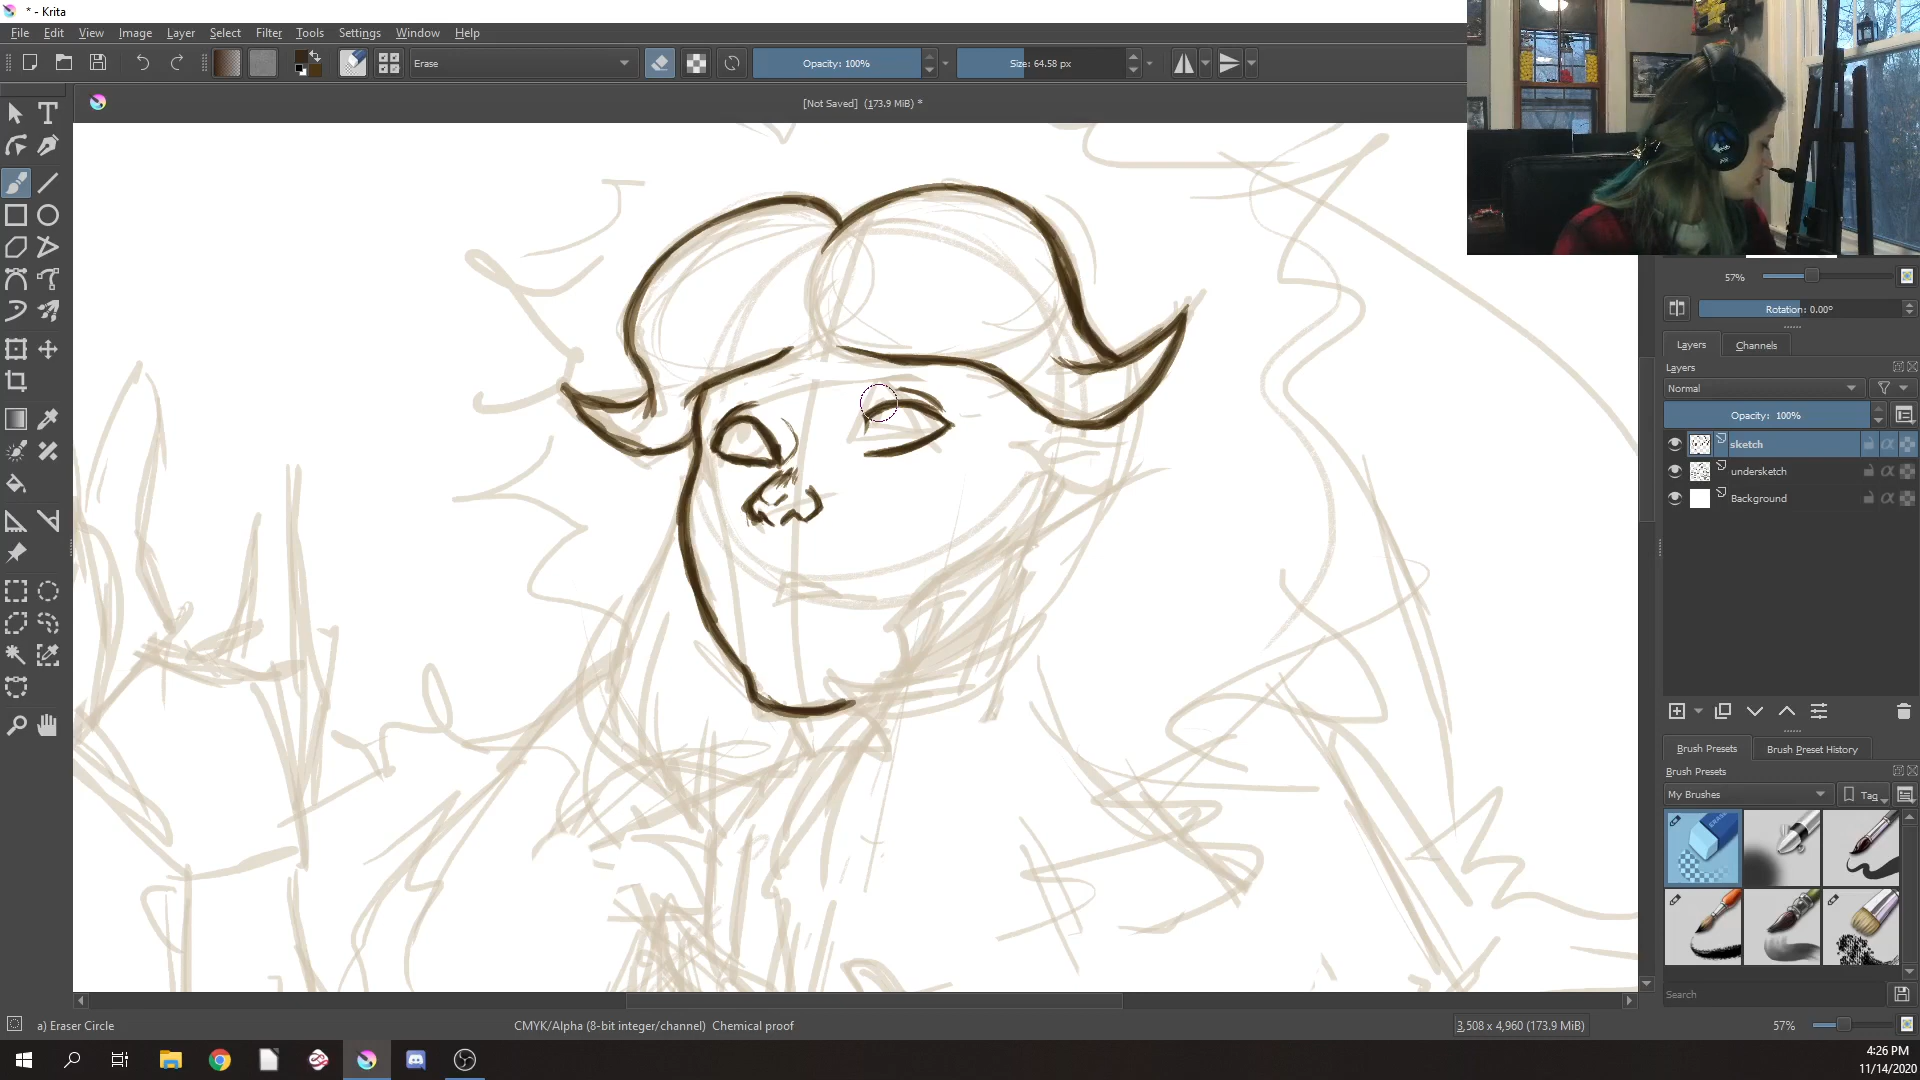 * - Krita
File Edit View Image Layer Select Filter Tools Settings Window Help
Erase
Opacity: 100%
Size: 64.58 px
[Not Saved] (173.9 MiB) *
57%
Rotation: 0.00°
Layers Channels
Layers
Normal
Opacity: 100%
sketch
undersketch
Background
Brush Presets Brush Preset History
Brush Presets
My Brushes
Tag
Search
a) Eraser Circle
CMYK/Alpha (8-bit integer/channel) Chemical proof
3,508 x 4,960 (173.9 MiB)
57%
4:26 PM
11/14/2020